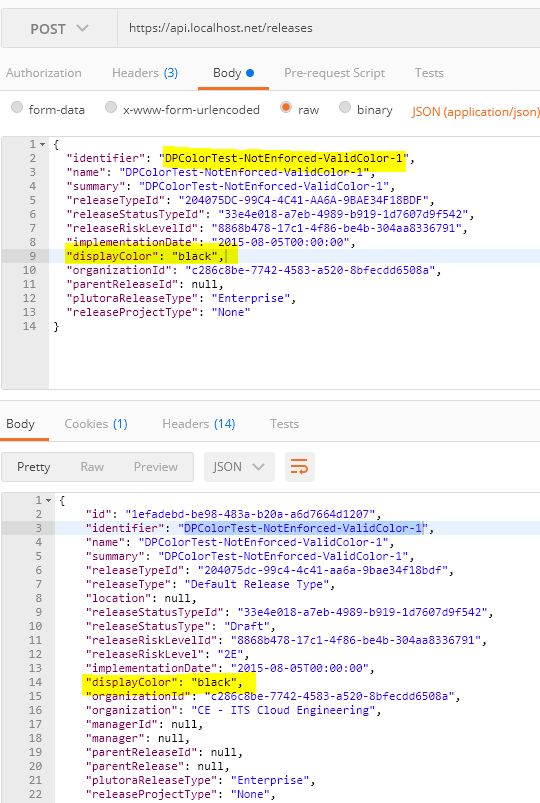 POST https://api.localhost.net/releases
Authorization Headers (3) Body Pre-request Script Tests
form-data x-www-form-urlencoded raw binary JSON (application/json)
1 {
2 "identifier": "DPColorTest-NotEnforced-ValidColor-1",
3 "name": "DPColorTest-NotEnforced-ValidColor-1",
4 "summary": "DPColorTest-NotEnforced-ValidColor-1",
5 "releaseTypeId": "204075DC-99C4-4C41-AA6A-9BAE34F18BDF",
6 "releaseStatusTypeId": "33e4e018-a7eb-4989-b919-1d7607d9f542",
7 "releaseRiskLevelId": "8868b478-17c1-4f86-be4b-304aa8336791",
8 "implementationDate": "2015-08-05T00:00:00",
9 "displayColor": "black",
10 "organizationId": "c286c8be-7742-4583-a520-8bfecdd6508a",
11 "parentReleaseId": null,
12 "plutoraReleaseType": "Enterprise",
13 "releaseProjectType": "None"
14 }
Body Cookies (1) Headers (14) Tests
Pretty Raw Preview JSON
1 {
2 "id": "1efadebd-be98-483a-b20a-a6d7664d1207",
3 "identifier": "DPColorTest-NotEnforced-ValidColor-1",
4 "name": "DPColorTest-NotEnforced-ValidColor-1",
5 "summary": "DPColorTest-NotEnforced-ValidColor-1",
6 "releaseTypeId": "204075dc-99c4-4c41-aa6a-9bae34f18bdf",
7 "releaseType": "Default Release Type",
8 "location": null,
9 "releaseStatusTypeId": "33e4e018-a7eb-4989-b919-1d7607d9f542",
10 "releaseStatusType": "Draft",
11 "releaseRiskLevelId": "8868b478-17c1-4f86-be4b-304aa8336791",
12 "releaseRiskLevel": "2E",
13 "implementationDate": "2015-08-05T00:00:00",
14 "displayColor": "black",
15 "organizationId": "c286c8be-7742-4583-a520-8bfecdd6508a",
16 "organization": "CE - ITS Cloud Engineering",
17 "managerId": null,
18 "manager": null,
19 "parentReleaseId": null,
20 "parentRelease": null,
21 "plutoraReleaseType": "Enterprise",
22 "releaseProjectType": "None",